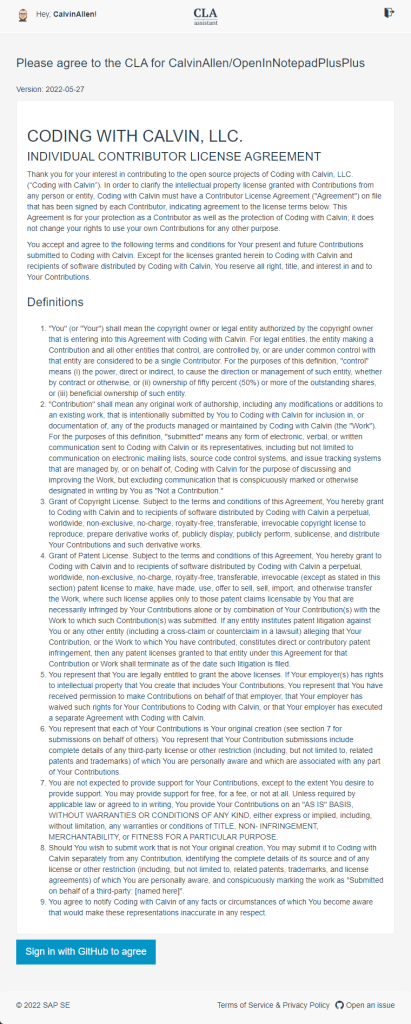 Hey, CalvinAllen!
CLA
assistant
Please agree to the CLA for CalvinAllen/OpenInNotepadPlusPlus
Version: 2022-05-27
CODING WITH CALVIN, LLC.
INDIVIDUAL CONTRIBUTOR LICENSE AGREEMENT
Thank you for your interest in contributing to the open source projects of Coding with Calvin, LLC.
("Coding with Calvin"). In order to clarify the intellectual property license granted with Contributions from
any person or entity, Coding with Calvin must have a Contributor License Agreement ("Agreement") on file
that has been signed by each Contributor, indicating agreement to the license terms below. This
Agreement is for your protection as a Contributor as well as the protection of Coding with Calvin; it does
not change your rights to use your own Contributions for any other purpose.
You accept and agree to the following terms and conditions for Your present and future Contributions
submitted to Coding with Calvin. Except for the licenses granted herein to Coding with Calvin and
recipients of software distributed by Coding with Calvin, You reserve all right, title, and interest in and to
Your Contributions.
Definitions
1. "You" (or "Your") shall mean the copyright owner or legal entity authorized by the copyright owner
that is entering into this Agreement with Coding with Calvin. For legal entities, the entity making a
Contribution and all other entities that control, are controlled by, or are under common control with
that entity are considered to be a single Contributor. For the purposes of this definition, "control"
means (i) the power, direct or indirect, to cause the direction or management of such entity, whether
by contract or otherwise, or (ii) ownership of fifty percent (50%) or more of the outstanding shares,
or (iii) beneficial ownership of such entity.
2. "Contribution" shall mean any original work of authorship, including any modifications or additions to
an existing work, that is intentionally submitted by You to Coding with Calvin for inclusion in, or
documentation of, any of the products managed or maintained by Coding with Calvin (the "Work").
For the purposes of this definition, "submitted" means any form of electronic, verbal, or written
communication sent to Coding with Calvin or its representatives, including but not limited to
communication on electronic mailing lists, source code control systems, and issue tracking systems
that are managed by, or on behalf of, Coding with Calvin for the purpose of discussing and
improving the Work, but excluding communication that is conspicuously marked or otherwise
designated in writing by You as "Not a Contribution."
3. Grant of Copyright License. Subject to the terms and conditions of this Agreement, You hereby grant
to Coding with Calvin and to recipients of software distributed by Coding with Calvin a perpetual,
worldwide, non-exclusive, no-charge, royalty-free, transferable, irrevocable copyright license to
reproduce, prepare derivative works of, publicly display, publicly perform, sublicense, and distribute
Your Contributions and such derivative works.
4. Grant of Patent License. Subject to the terms and conditions of this Agreement, You hereby grant to
Coding with Calvin and to recipients of software distributed by Coding with Calvin a perpetual,
worldwide, non-exclusive, no-charge, royalty-free, transferable, irrevocable (except as stated in this
Section) patent license to make, have made, use, offer to sell, sell, import, and otherwise transfer
the Work, where such license applies only to those patent claims licensable by You that are
necessarily infringed by Your Contributions alone or by combination of Your Contribution(s) with the
Work to which such Contribution(s) was submitted. If any entity institutes patent litigation against
You or any other entity (including a cross-claim or counterclaim in a lawsuit) alleging that Your
Contribution, or the Work to which You have contributed, constitutes direct or contributory patent
infringement, then any patent licenses granted to that entity under this Agreement for that
Contribution or Work shall terminate as of the date such litigation is filed.
5. You represent that You are legally entitled to grant the above licenses. If Your employer(s) has rights
to intellectual property that You create that includes Your Contributions, You represent that You have
received permission to make Contributions on behalf of that employer, that Your employer has
waived such rights for Your Contributions to Coding with Calvin, or that Your employer has executed
a separate Agreement with Coding with Calvin.
6. You represent that each of Your Contributions is Your original creation (see section 7 for
submissions on behalf of others). You represent that Your Contribution submissions include
complete details of any third-party license or other restriction (including, but not limited to, related
patents and trademarks) of which You are personally aware and which are associated with any part
of Your Contributions.
7. You are not expected to provide support for Your Contributions, except to the extent You desire to
provide support. You may provide support for free, for a fee, or not at all. Unless required by
applicable law or agreed to in writing, You provide Your Contributions on an "AS IS" BASIS,
WITHOUT WARRANTIES OR CONDITIONS OF ANY KIND, either express or implied, including,
without limitation, any warranties or conditions of TITLE, NON- INFRINGEMENT,
MERCHANTABILITY, or FITNESS FOR A PARTICULAR PURPOSE.
8. Should You wish to submit work that is not Your original creation, You may submit it to Coding with
Calvin separately from any Contribution, identifying the complete details of its source and of any
license or other restriction (including, but not limited to, related patents, trademarks, and license
agreements) of which You are personally aware, and conspicuously marking the work as "Submitted
on behalf of a third-party: [named here]".
9. You agree to notify Coding with Calvin of any facts or circumstances of which You become aware
that would make these representations inaccurate in any respect.
Sign in with GitHub to agree
© 2022 SAP SE
Terms of Service & Privacy Policy
Open an issue